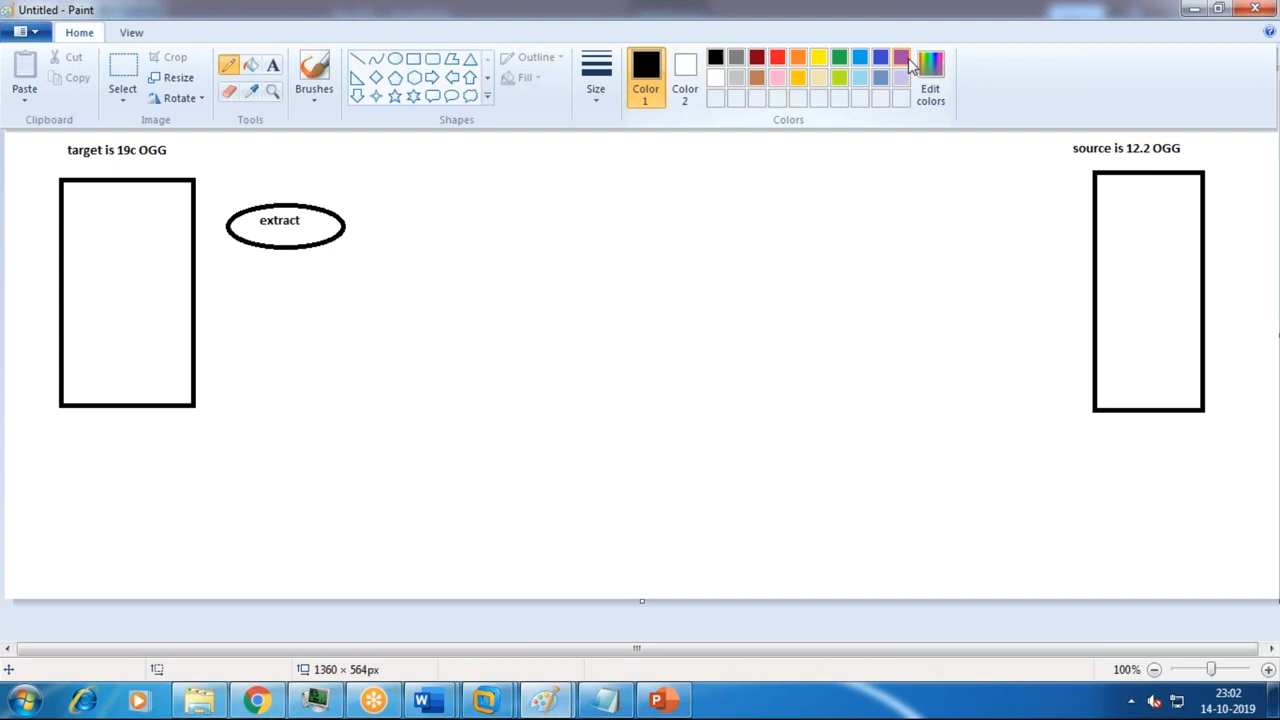 Untitled - Paint
Home View
Paste
Cut
Copy
Clipboard
Select
Crop
Resize
Rotate
Image
A
Tools
Brushes
Outline
Fill
Shapes
Size
Color 1
Color 2
Edit colors
Colors
target is 19c OGG
source is 12.2 OGG
extract
1360 × 564px
100%
23:02
14-10-2019